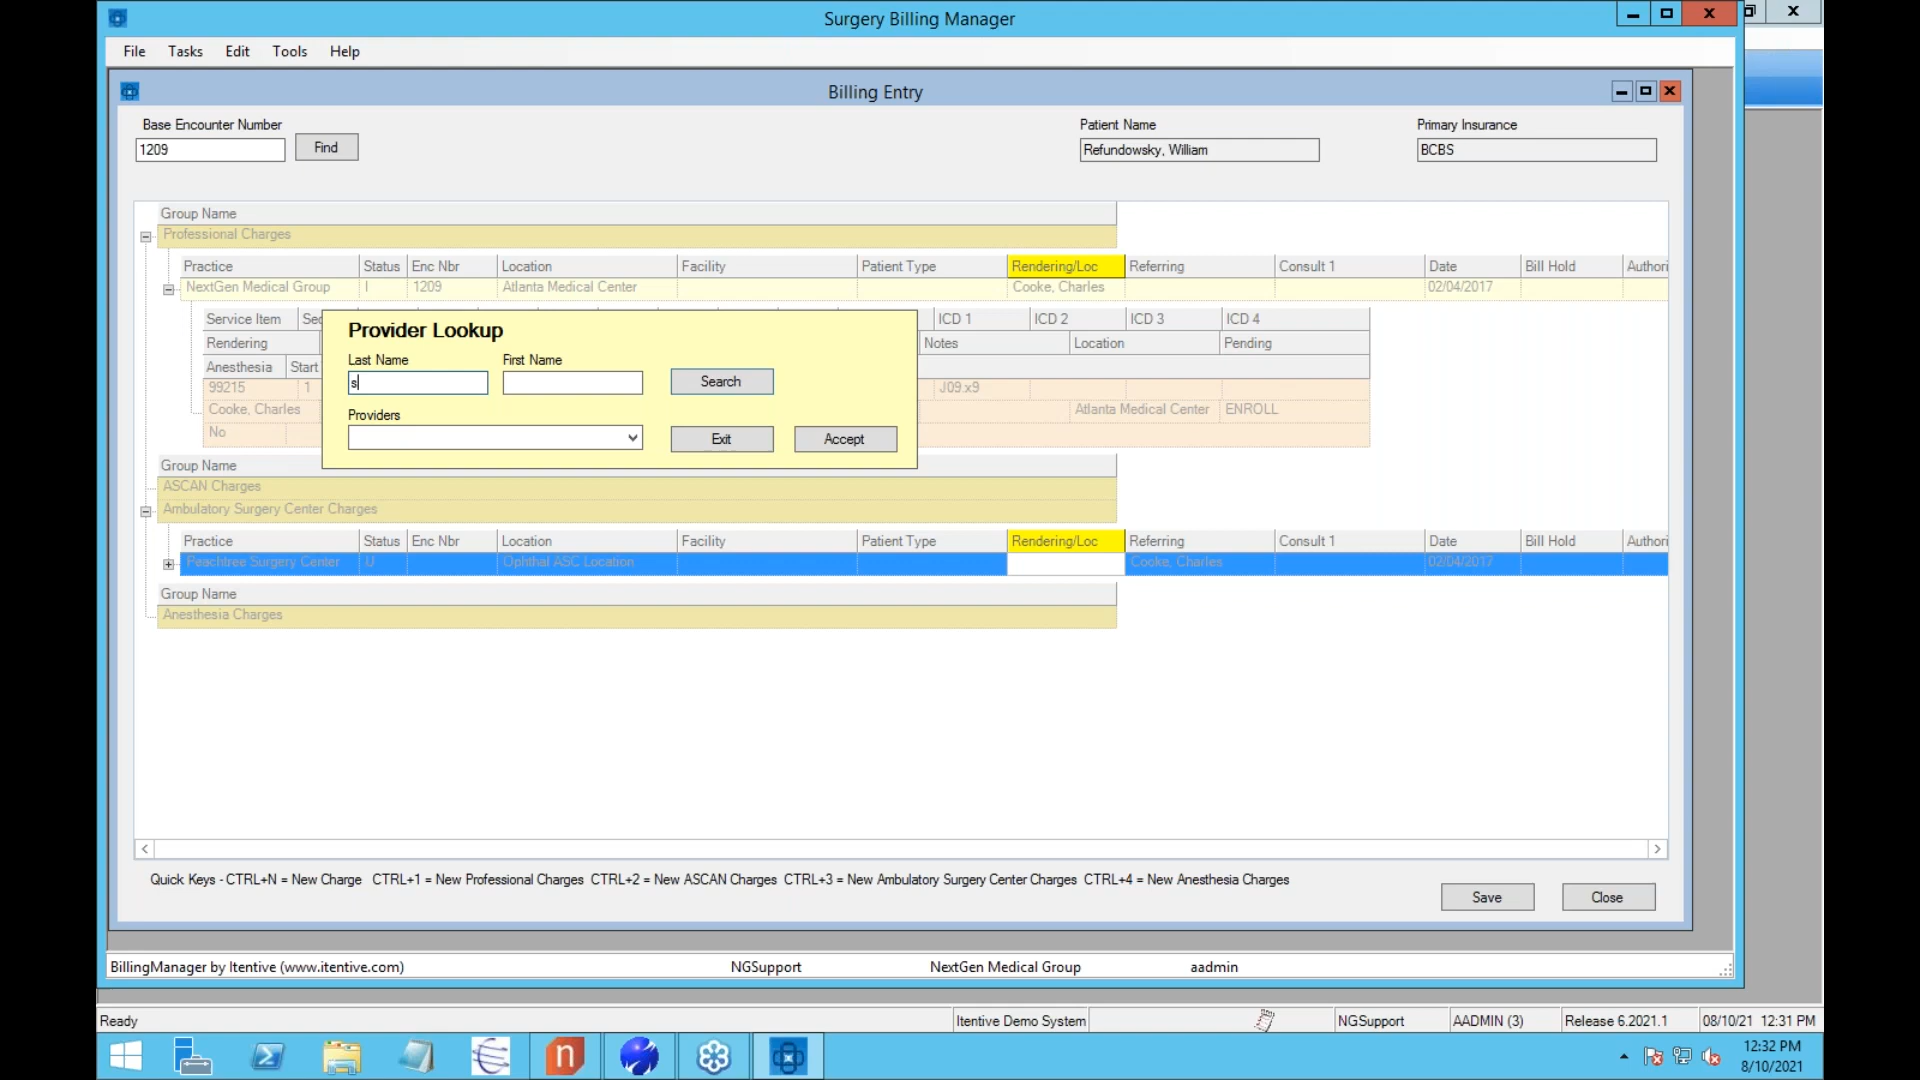 Surgery Billing Manager
File Tasks Edit Tools Help
Billing Entry
Base Encounter Number Patient Name Primary Insurance
1209 Find Refundowsky, William BCBS
Group Name
Professional Charges
Practice Status Enc Nbr Location Facility Patient Type Rendering/Loc Referring Consult 1 Date Bill Hold Authori
NextGen Medical Group I 1209 Atlanta Medical Center Cooke, Charles 02/04/2017
Service Item Sec ICD 1 ICD 2 ICD 3 ICD 4
Rendering Notes Location Pending
Anesthesia Start
99215 1 J09.x9
Cooke, Charles Atlanta Medical Center ENROLL
No
Provider Lookup
Last Name First Name
s Search
Providers
Exit Accept
Group Name
ASCAN Charges
Ambulatory Surgery Center Charges
Practice Status Enc Nbr Location Facility Patient Type Rendering/Loc Referring Consult 1 Date Bill Hold Authori
Peachtree Surgery Center U Ophthal ASC Location Cooke, Charles 02/04/2017
Group Name
Anesthesia Charges
Quick Keys - CTRL+N = New Charge CTRL+1 = New Professional Charges CTRL+2 = New ASCAN Charges CTRL+3 = New Ambulatory Surgery Center Charges CTRL+4 = New Anesthesia Charges
Save Close
BillingManager by Itentive (www.itentive.com) NGSupport NextGen Medical Group aadmin
Ready Itentive Demo System NGSupport AADMIN (3) Release 6.2021.1 08/10/21 12:31 PM
n
12:32 PM
8/10/2021